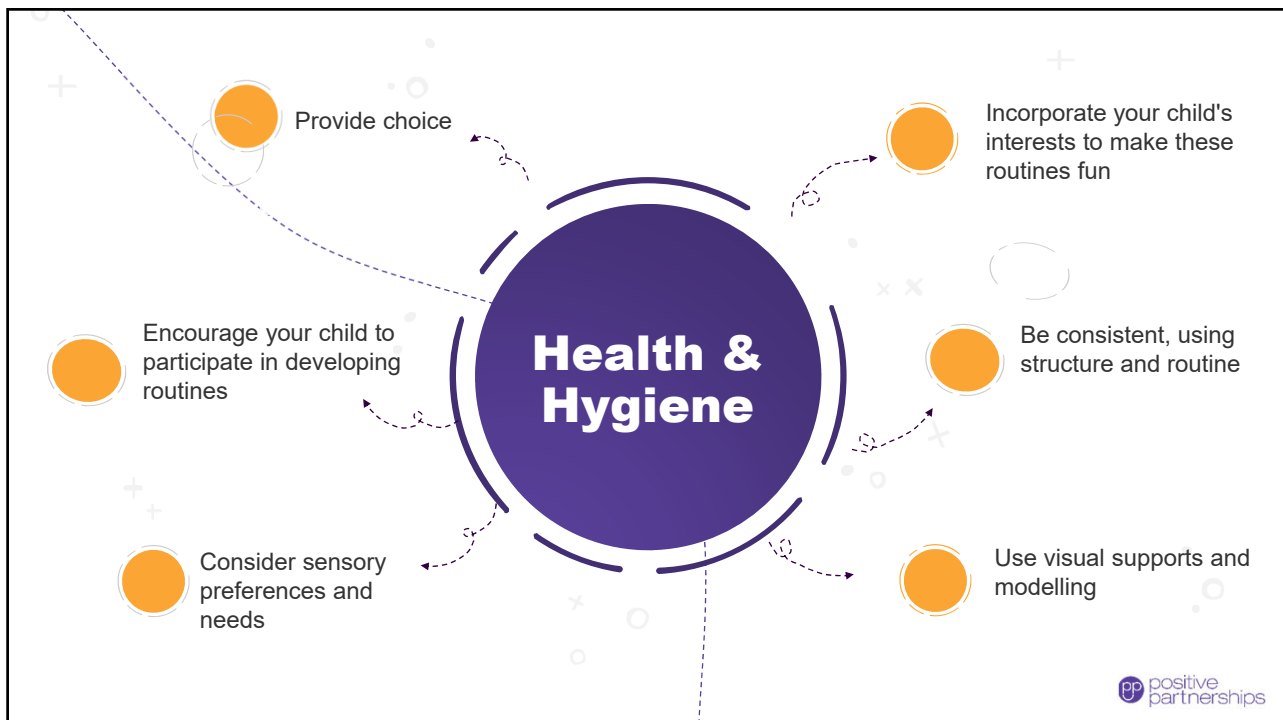 Provide choice
Incorporate your child's
interests to make these
routines fun
Encourage your child to
participate in developing
routines
Health &
Hygiene
Be consistent, using
structure and routine
Consider sensory
preferences and
needs
Use visual supports and
modelling
pp
positive
partnerships